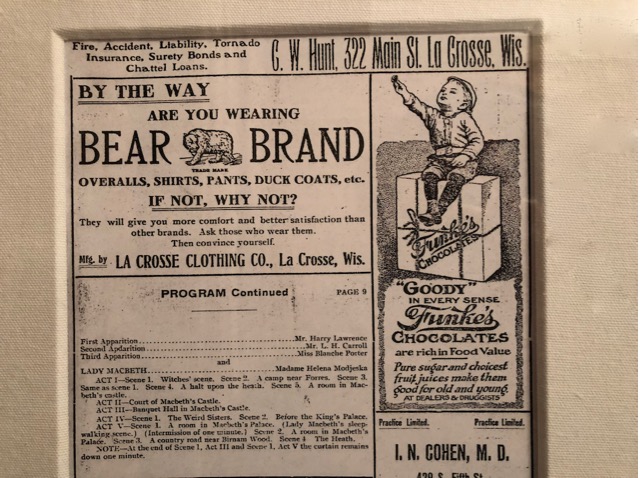 Fire, Accident, Liability, Tornado
Insurance, Surety Bonds and
Chattel Loans.
C. W. Hunt, 322 Main St. La Crosse, Wis.
BY THE WAY
ARE YOU WEARING
BEAR BRAND
TRADE MARK
OVERALLS, SHIRTS, PANTS, DUCK COATS, etc.
IF NOT, WHY NOT?
They will give you more comfort and better satisfaction than
other brands. Ask those who wear them.
Then convince yourself.
Mfg. by LA CROSSE CLOTHING CO., La Crosse, Wis.
PROGRAM Continued PAGE 9
First Apparition Mr. Harry Lawrence
Second Apparition Mr. L. H. Carroll
Third Apparition Miss Blanche Porter
and
LADY MACBETH Madame Helena Modjeska
ACT I—Scene 1. Witches' scene. Scene 2. A camp near Forres. Scene 3.
Same as scene 1. Scene 4. A halt upon the heath. Scene 5. A room in Mac-
beth's castle.
ACT II—Court of Macbeth's Castle.
ACT III—Banquet Hall in Macbeth's Castle.
ACT IV—Scene 1. The Weird Sisters. Scene 2. Before the King's Palace.
ACT V—Scene 1. A room in Macbeth's Palace. (Lady Macbeth's sleep-
walking scene.) (Intermission of one minute.) Scene 2. A room in Macbeth's
Palace. Scene 3. A country road near Birnam Wood. Scene 4 The Heath.
NOTE—At the end of Scene 1, Act III and Scene 1, Act V the curtain remains
down one minute.
Funke's
CHOCOLATES
"GOODY"
IN EVERY SENSE
Funke's
CHOCOLATES
are rich in Food Value
Pure sugar and choicest
fruit juices make them
good for old and young.
AT DEALERS & DRUGGISTS
Practice Limited. Practice Limited.
I. N. COHEN, M. D.